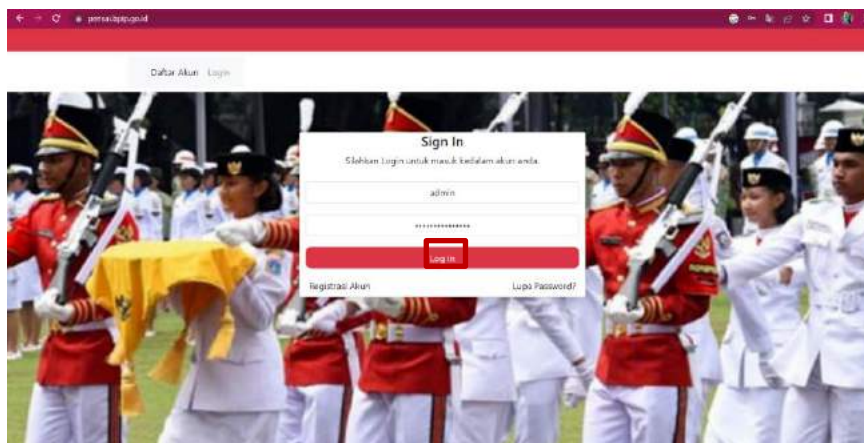 Daftar Akun Login
Sign In
Silahkan Login untuk masuk kedalam akun anda.
admin
***************
Log In
Registrasi Akun Lupa Password?